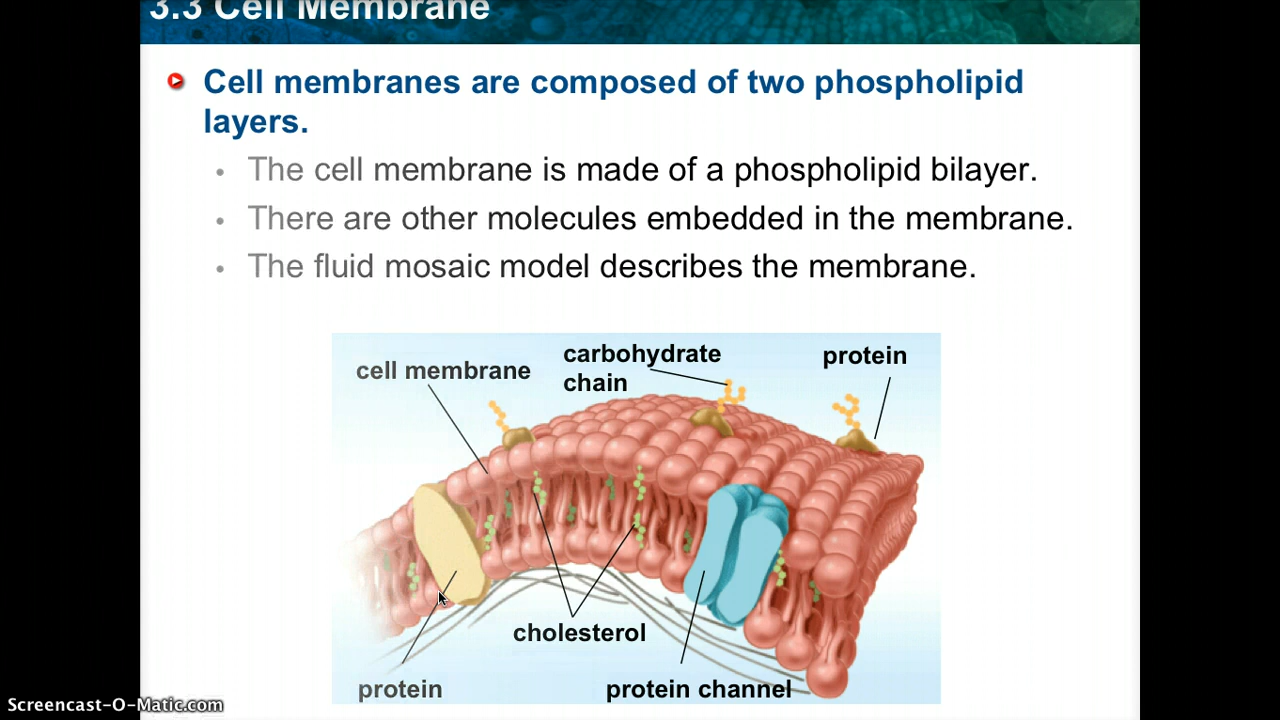 3.3 Cell Membrane
Cell membranes are composed of two phospholipid
layers.
• The cell membrane is made of a phospholipid bilayer.
• There are other molecules embedded in the membrane.
• The fluid mosaic model describes the membrane.
cell membrane
carbohydrate
chain
protein
cholesterol
protein
protein channel
Screencast-O-Matic.com